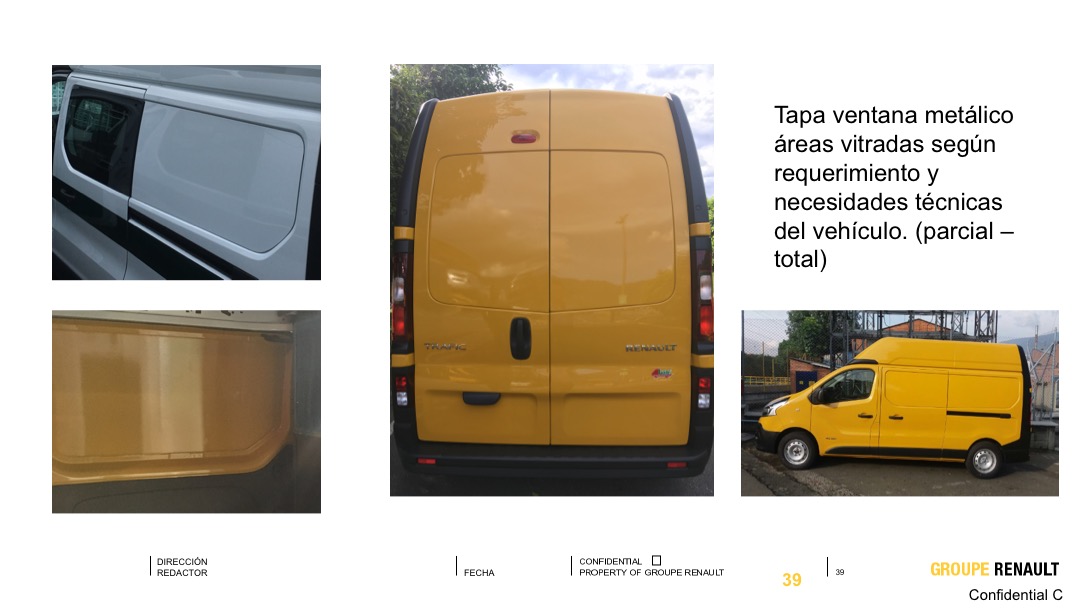 Tapa ventana metálico
áreas vitradas según
requerimiento y
necesidades técnicas
del vehículo. (parcial –
total)
TRAFIC
RENAULT
DIRECCIÓN
REDACTOR
FECHA
CONFIDENTIAL
PROPERTY OF GROUPE RENAULT
39
39
GROUPE RENAULT
Confidential C